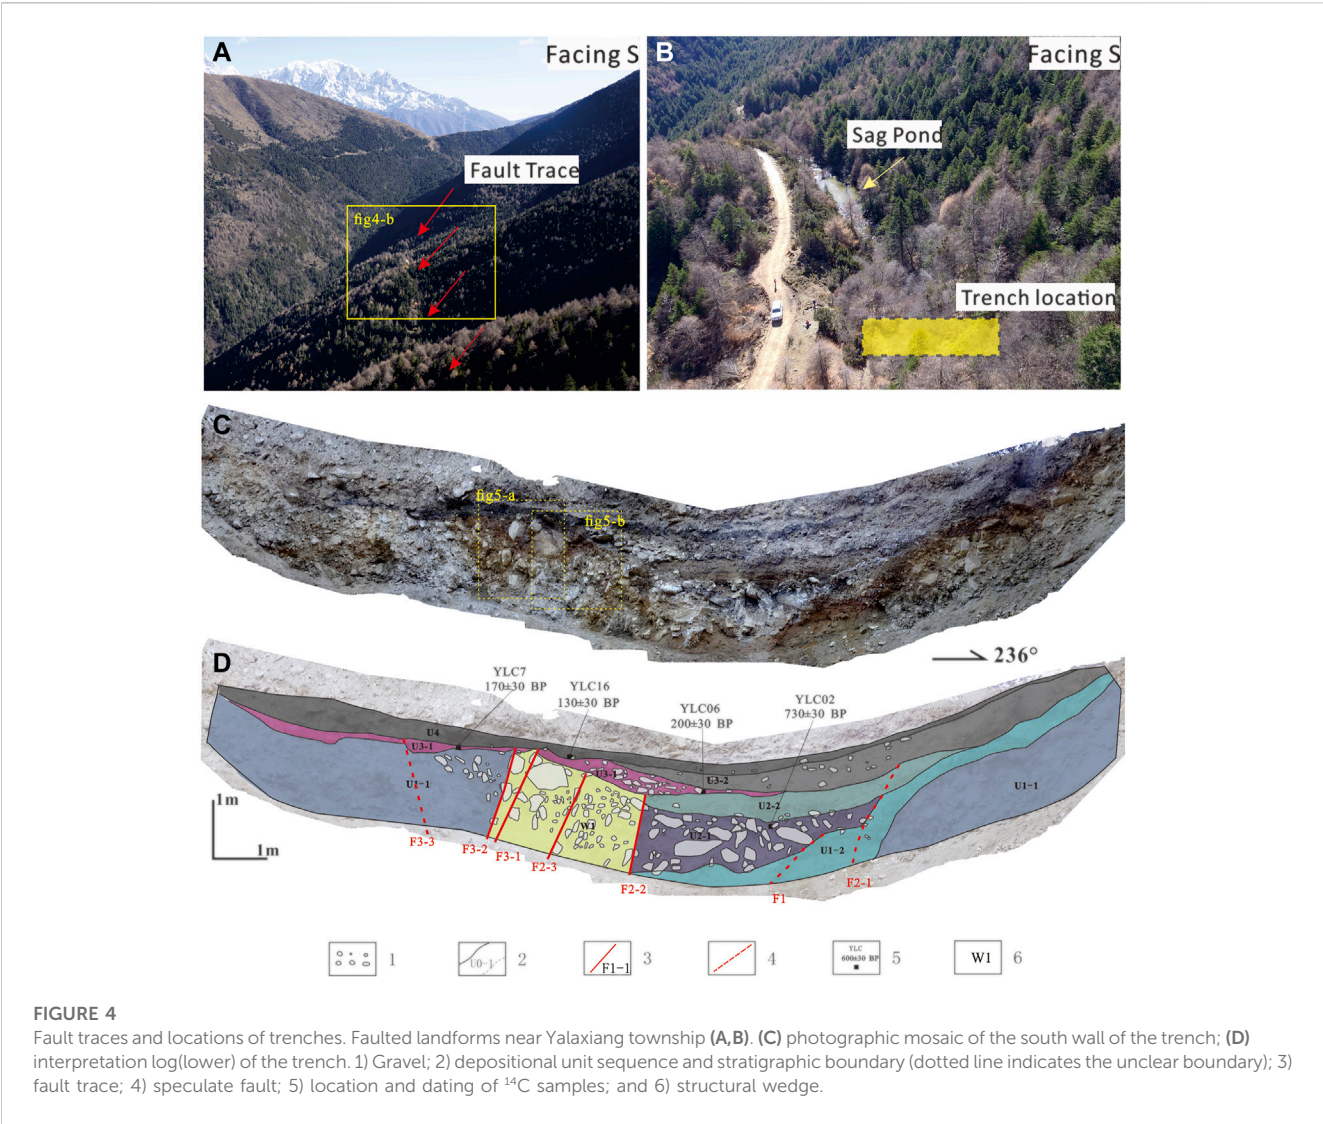 A
Facing S
Fault Trace
fig4-b
B
Facing S
Sag Pond
Trench location
C
fig5-a
fig5-b
D
236°
YLC7
170±30 BP
YLC16
130±30 BP
YLC06
200±30 BP
YLC02
730±30 BP
U4
U3-1
U3-1
U3-2
U1-1
U1-1
U2-2
W1
U2-1
U1-2
1m
1m
F3-3
F3-2
F3-1
F2-3
F2-2
F1
F2-1
1
U0-1
2
F1-1
3
4
YLC
600±30 BP
5
W1
6
FIGURE 4
Fault traces and locations of trenches. Faulted landforms near Yalaxiang township (A,B). (C) photographic mosaic of the south wall of the trench; (D)
interpretation log(lower) of the trench. 1) Gravel; 2) depositional unit sequence and stratigraphic boundary (dotted line indicates the unclear boundary); 3)
fault trace; 4) speculate fault; 5) location and dating of ¹⁴C samples; and 6) structural wedge.